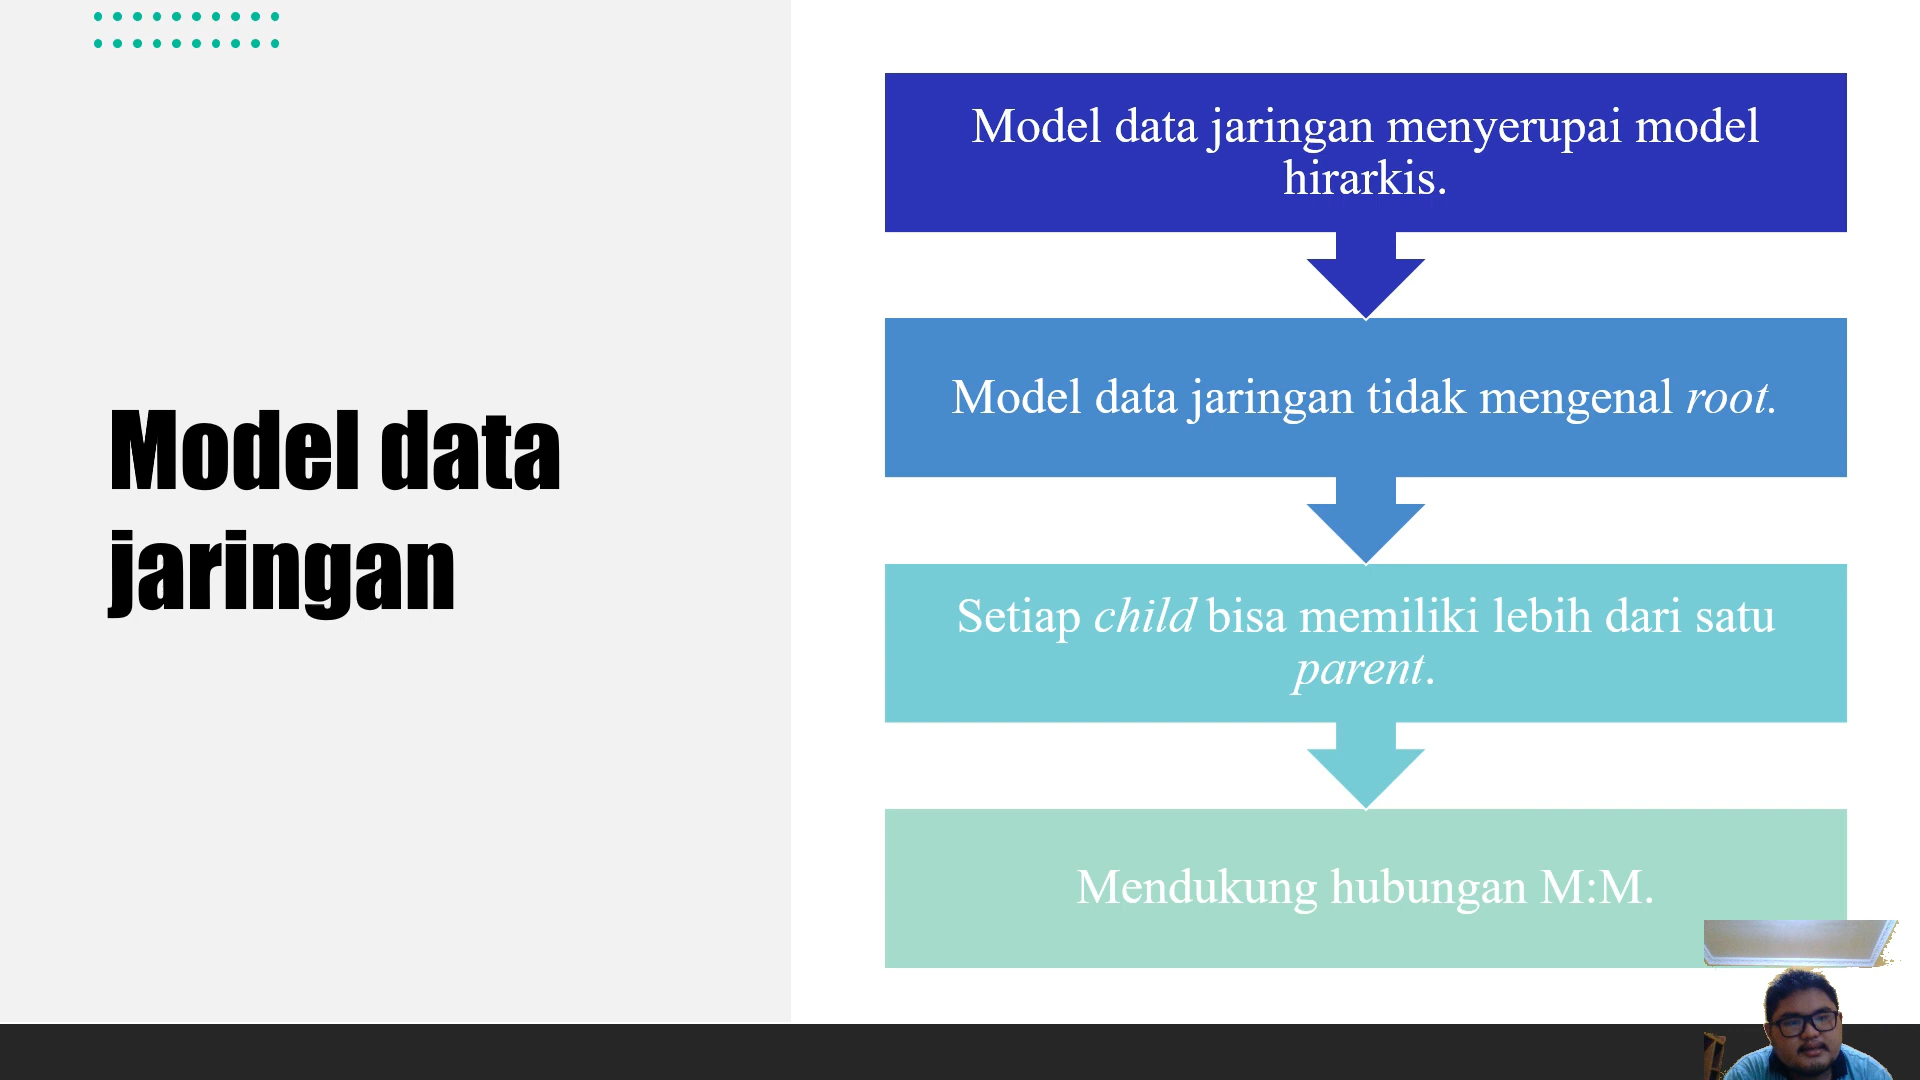 Model data
jaringan
Model data jaringan menyerupai model
hirarkis.
Model data jaringan tidak mengenal root.
Setiap child bisa memiliki lebih dari satu
parent.
Mendukung hubungan M:M.